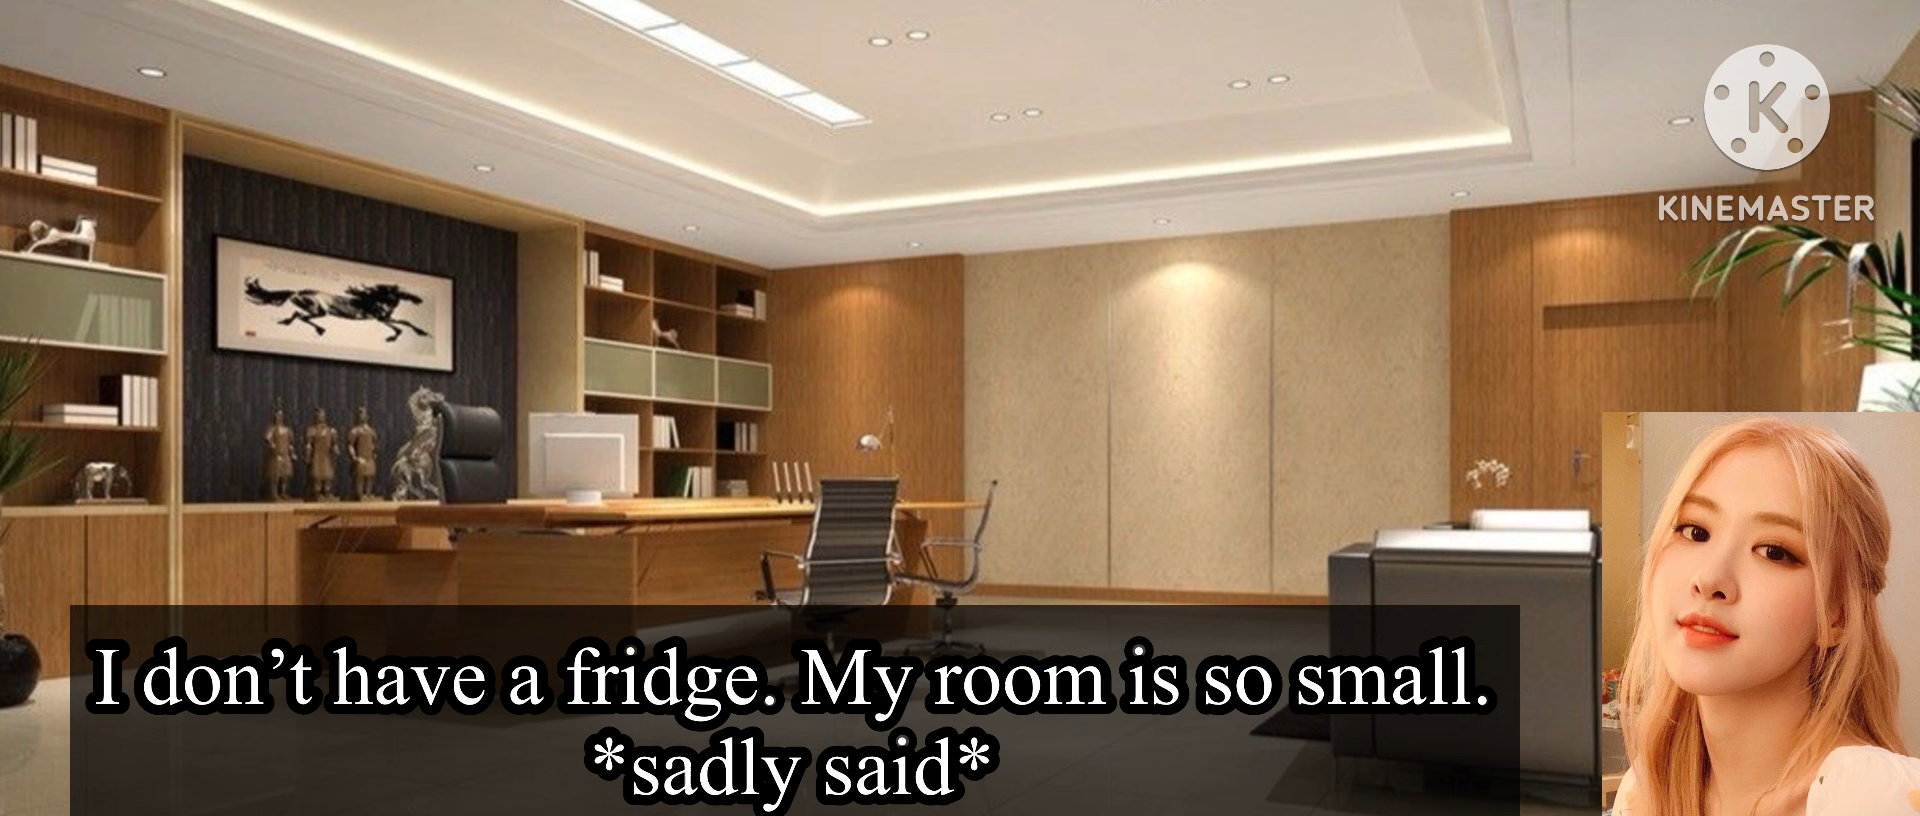 K
KINEMASTER
I don’t have a fridge. My room is so small.
*sadly said*